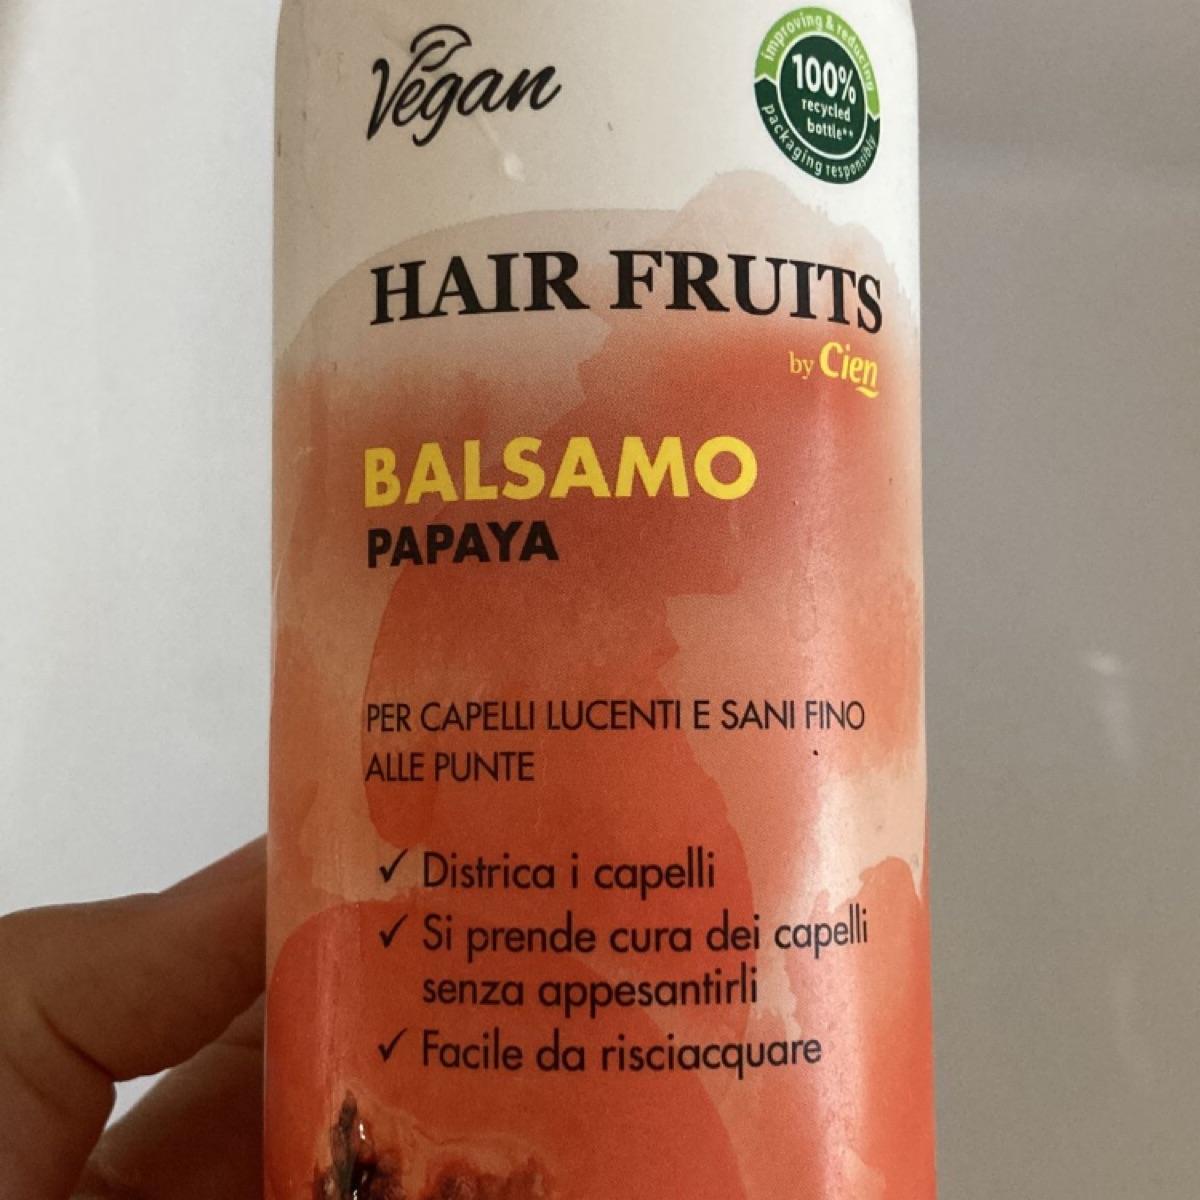 Vegan
improving & reducing
100%
recycled
bottle**
packaging responsibly
HAIR FRUITS
by Cien
BALSAMO
PAPAYA
PER CAPELLI LUCENTI E SANI FINO
ALLE PUNTE
✓ Districa i capelli
✓ Si prende cura dei capelli
senza appesantirli
✓ Facile da risciacquare